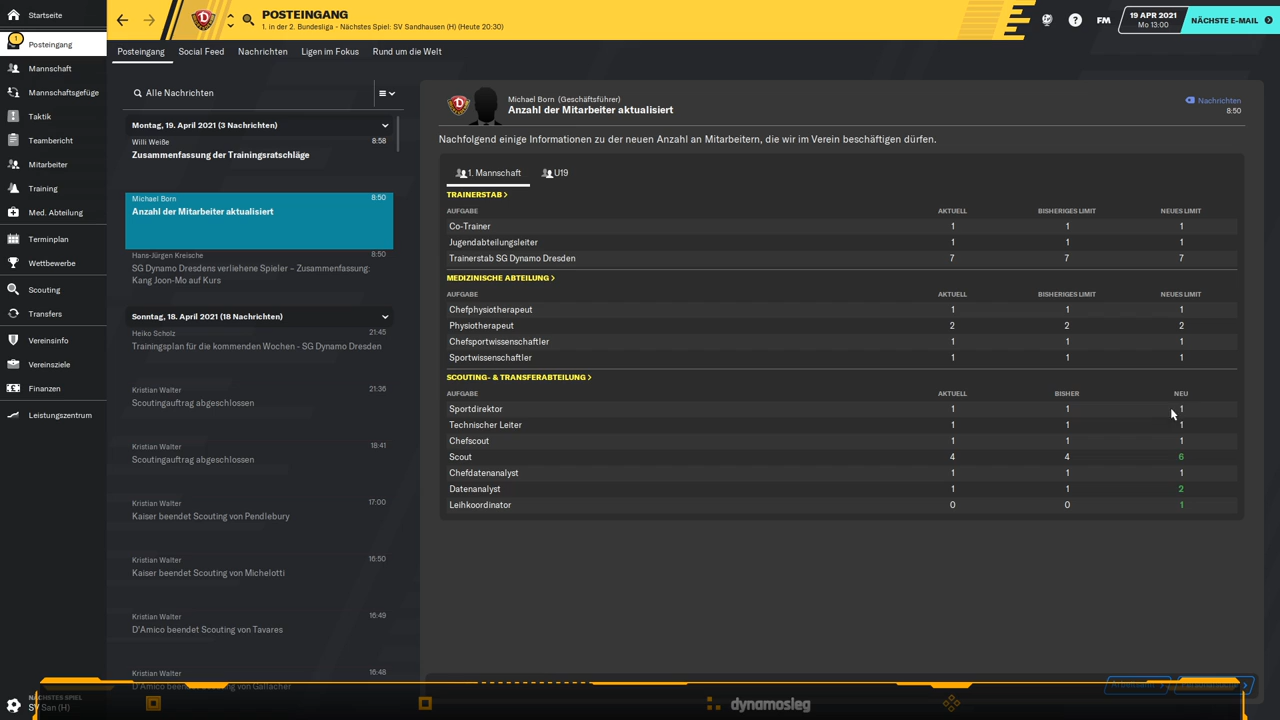 Startseite
1
Posteingang
Mannschaft
Mannschaftsgefüge
Taktik
Teambericht
Mitarbeiter
Training
Med. Abteilung
Terminplan
Wettbewerbe
Scouting
Transfers
Vereinsinfo
Vereinsziele
Finanzen
Leistungszentrum
NÄCHSTES SPIEL
SV San (H)
POSTEINGANG
1. in der 2. Bundesliga - Nächstes Spiel: SV Sandhausen (H) (Heute 20:30)
?
FM
19 APR 2021
Mo 13:00
NÄCHSTE E-MAIL
Posteingang Social Feed Nachrichten Ligen im Fokus Rund um die Welt
Alle Nachrichten
Montag, 19. April 2021 (3 Nachrichten)
Willi Weiße 8:58
Zusammenfassung der Trainingsratschläge
Michael Born 8:50
Anzahl der Mitarbeiter aktualisiert
Hans-Jürgen Kreische 8:50
SG Dynamo Dresdens verliehene Spieler – Zusammenfassung:
Kang Joon-Mo auf Kurs
Sonntag, 18. April 2021 (18 Nachrichten)
Heiko Scholz 21:45
Trainingsplan für die kommenden Wochen - SG Dynamo Dresden
Kristian Walter 21:36
Scoutingauftrag abgeschlossen
Kristian Walter 18:41
Scoutingauftrag abgeschlossen
Kristian Walter 17:00
Kaiser beendet Scouting von Pendlebury
Kristian Walter 16:50
Kaiser beendet Scouting von Michelotti
Kristian Walter 16:49
D'Amico beendet Scouting von Tavares
Kristian Walter 16:48
D'Amico beendet Scouting von Gallacher
Michael Born (Geschäftsführer)
Anzahl der Mitarbeiter aktualisiert
Nachrichten
8:50
Nachfolgend einige Informationen zu der neuen Anzahl an Mitarbeitern, die wir im Verein beschäftigen dürfen.
1. Mannschaft U19
TRAINERSTAB >
AUFGABE AKTUELL BISHERIGES LIMIT NEUES LIMIT
Co-Trainer 1 1 1
Jugendabteilungsleiter 1 1 1
Trainerstab SG Dynamo Dresden 7 7 7
MEDIZINISCHE ABTEILUNG >
AUFGABE AKTUELL BISHERIGES LIMIT NEUES LIMIT
Chefphysiotherapeut 1 1 1
Physiotherapeut 2 2 2
Chefsportwissenschaftler 1 1 1
Sportwissenschaftler 1 1 1
SCOUTING- & TRANSFERABTEILUNG >
AUFGABE AKTUELL BISHER NEU
Sportdirektor 1 1 1
Technischer Leiter 1 1 1
Chefscout 1 1 1
Scout 4 4 6
Chefdatenanalyst 1 1 1
Datenanalyst 1 1 2
Leihkoordinator 0 0 1
dynamosleg